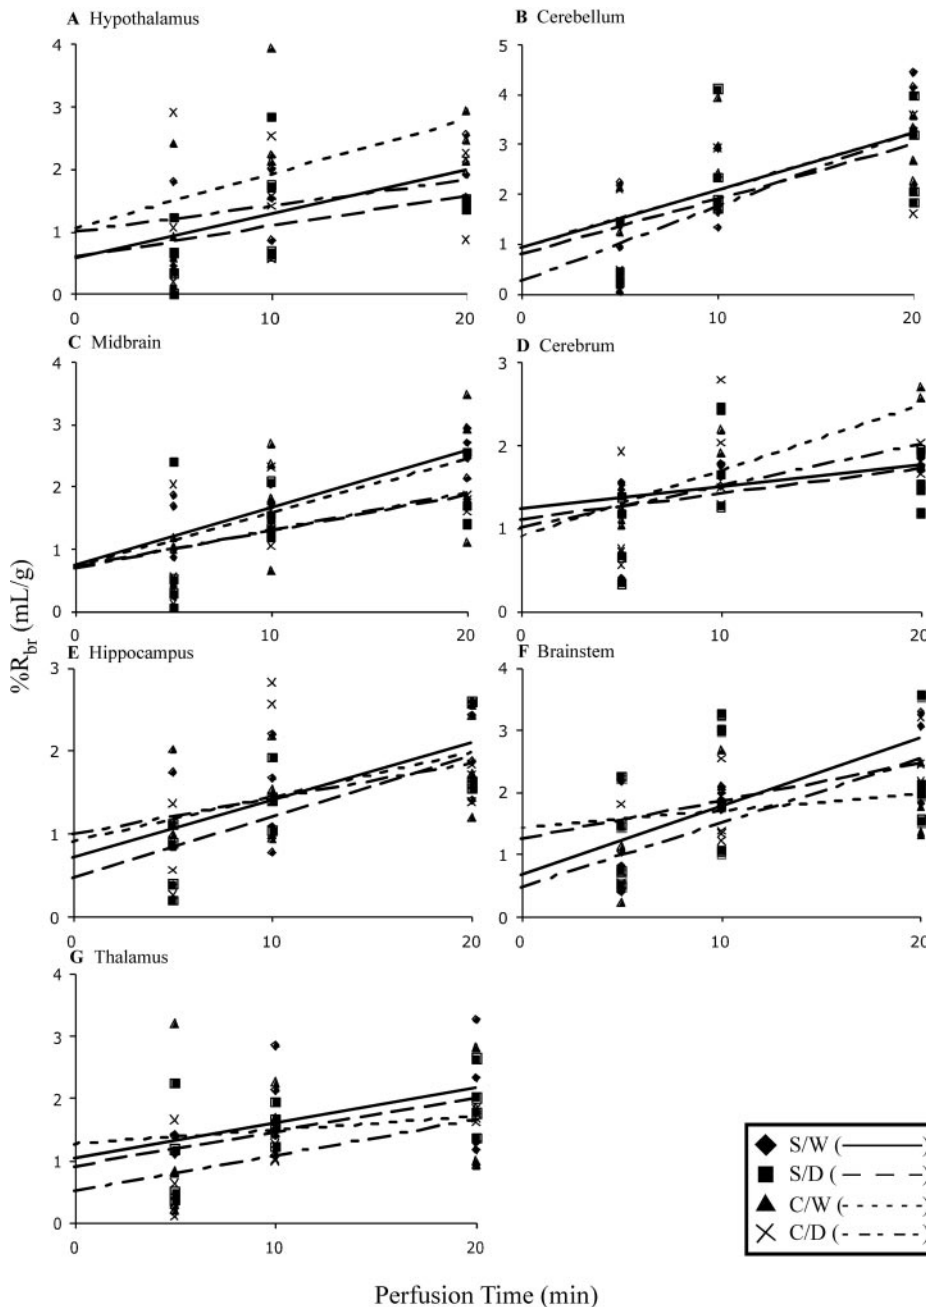 A Hypothalamus
4
3
2
1
0
0 10 20
B Cerebellum
5
4
3
2
1
0
0 10 20
C Midbrain
4
3
2
1
0
0 10 20
D Cerebrum
3
2
1
0
0 10 20
E Hippocampus
3
2
1
0
0 10 20
F Brainstem
4
3
2
1
0
0 10 20
G Thalamus
4
3
2
1
0
0 10 20
%Rbr (mL/g)
S/W ( )
S/D ( )
C/W ( )
C/D ( )
Perfusion Time (min)